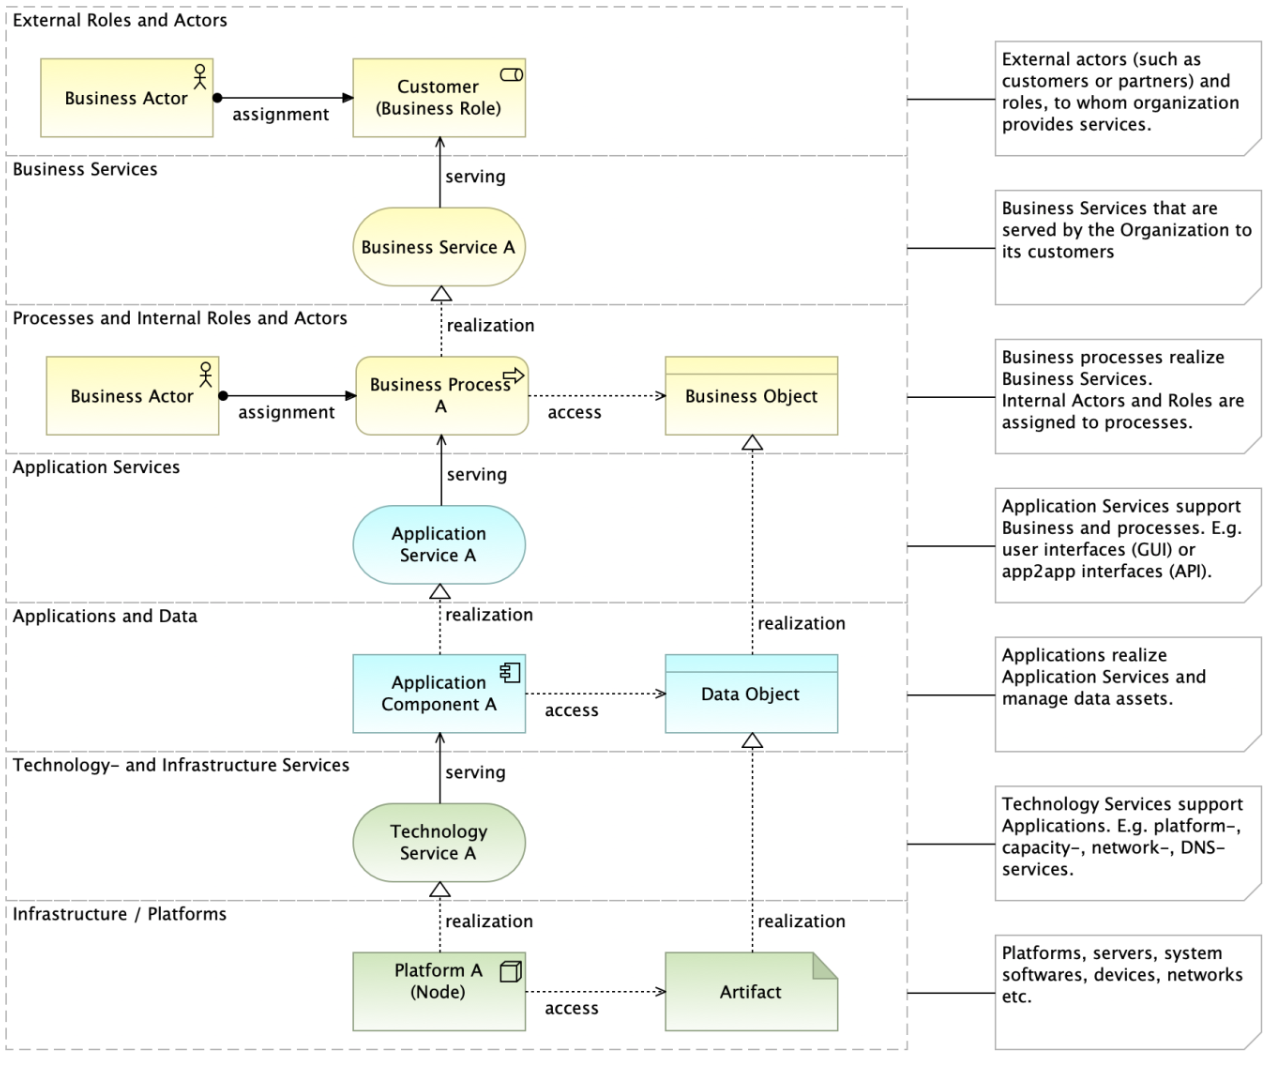 External Roles and Actors
Business Actor
assignment
Customer
(Business Role)
External actors (such as
customers or partners) and
roles, to whom organization
provides services.
serving
Business Services
Business Service A
Business Services that are
served by the Organization to
its customers
realization
Processes and Internal Roles and Actors
Business Actor
assignment
Business Process
A
access
Business Object
Business processes realize
Business Services.
Internal Actors and Roles are
assigned to processes.
serving
Application Services
Application
Service A
Application Services support
Business and processes. E.g.
user interfaces (GUI) or
app2app interfaces (API).
realization
realization
Applications and Data
Application
Component A
access
Data Object
Applications realize
Application Services and
manage data assets.
serving
Technology- and Infrastructure Services
Technology
Service A
Technology Services support
Applications. E.g. platform-,
capacity-, network-, DNS-
services.
realization
realization
Infrastructure / Platforms
Platform A
(Node)
access
Artifact
Platforms, servers, system
softwares, devices, networks
etc.